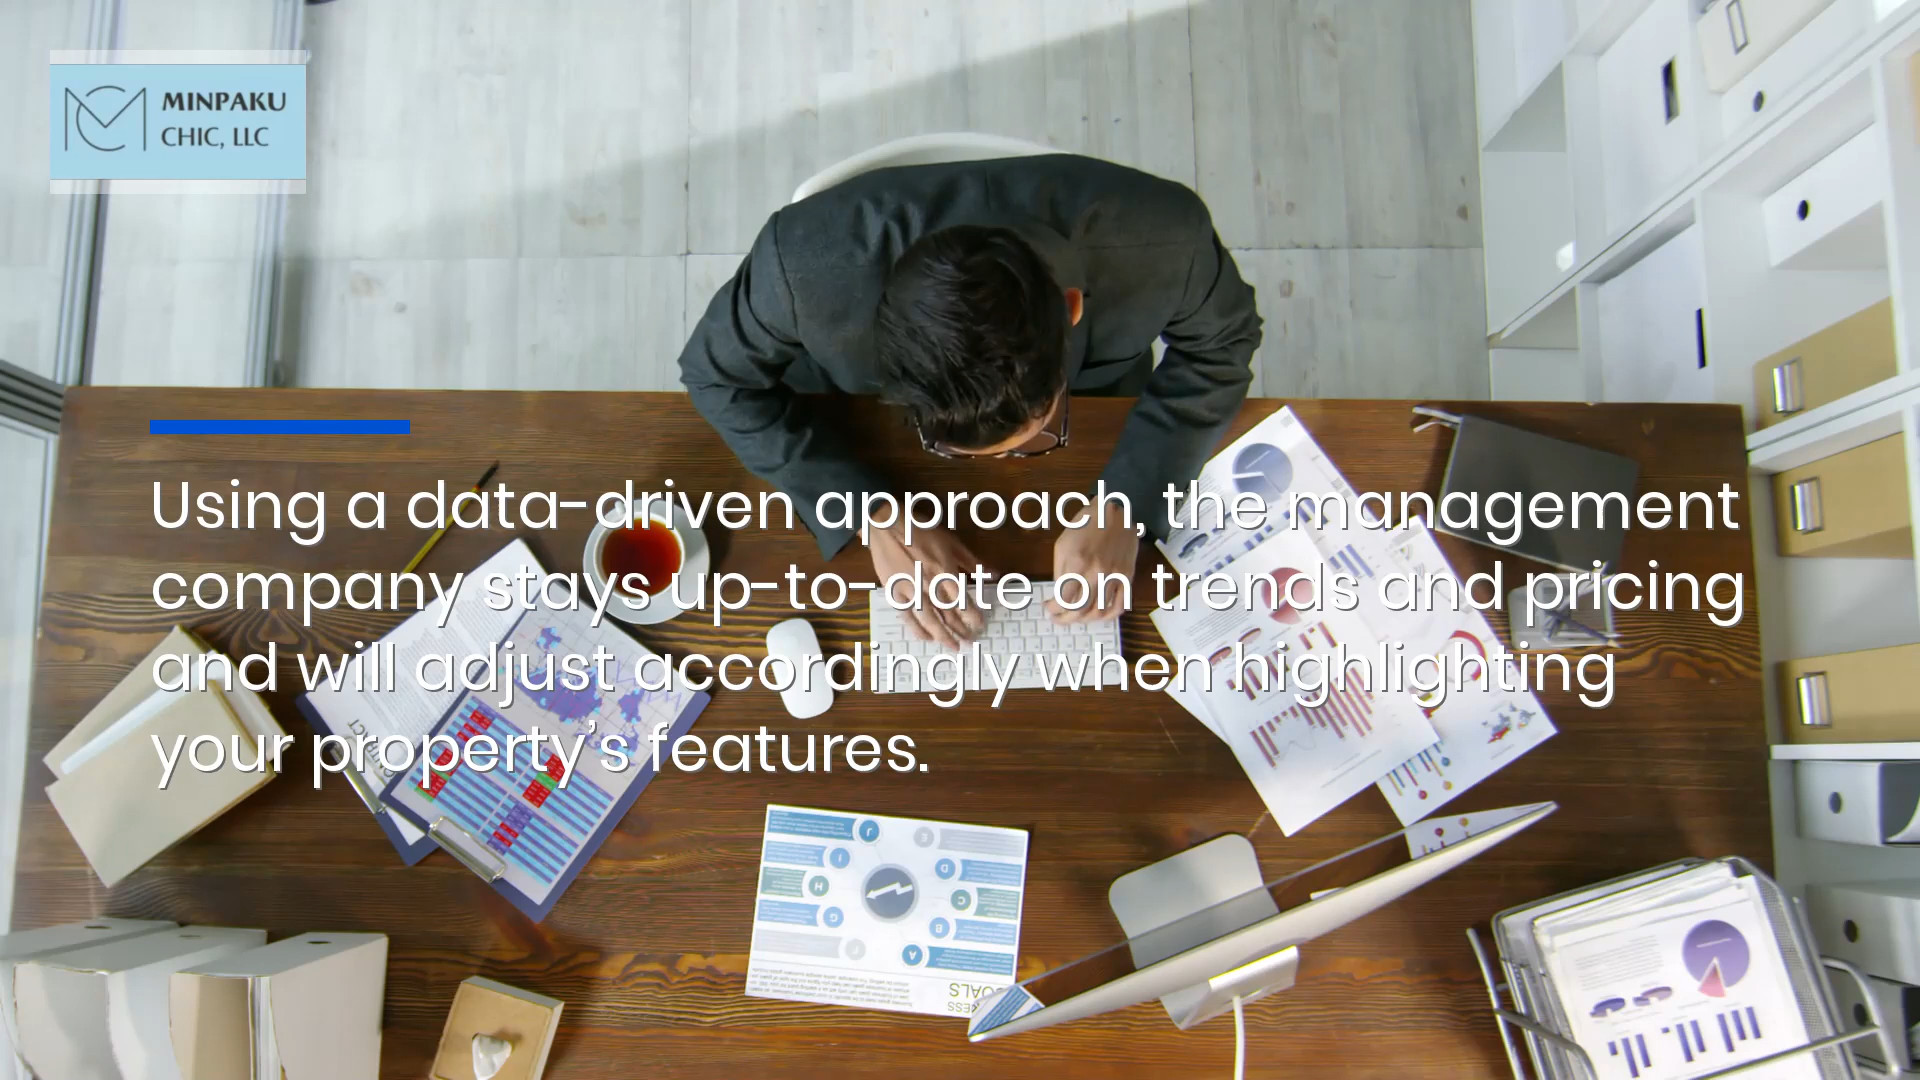 MINPAKU
CHIC, LLC
Using a data-driven approach, the management
company stays up-to-date on trends and pricing
and will adjust accordingly when highlighting
your property's features.
J
E
I
D
H
C
G
B
F
A